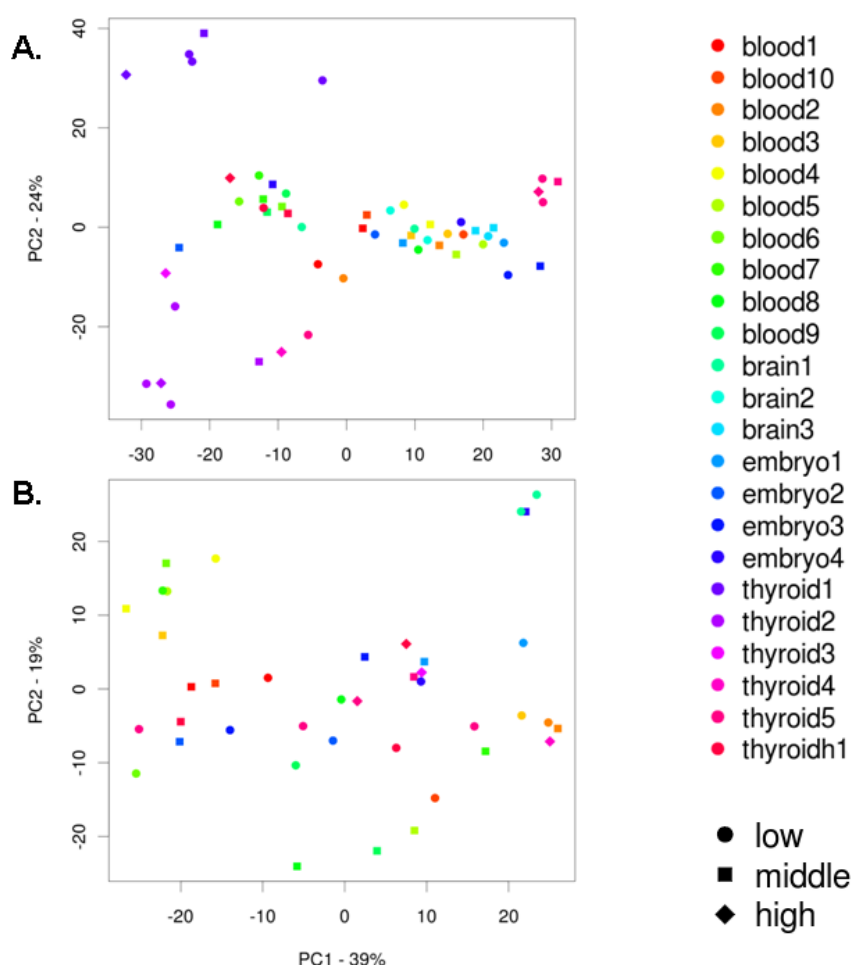 A.
40
20
0
-20
PC2 - 24%
-30 -20 -10 0 10 20 30
B.
20
10
0
-10
-20
PC2 - 19%
-20 -10 0 10 20
PC1 - 39%
blood1
blood10
blood2
blood3
blood4
blood5
blood6
blood7
blood8
blood9
brain1
brain2
brain3
embryo1
embryo2
embryo3
embryo4
thyroid1
thyroid2
thyroid3
thyroid4
thyroid5
thyroidh1
low
middle
high